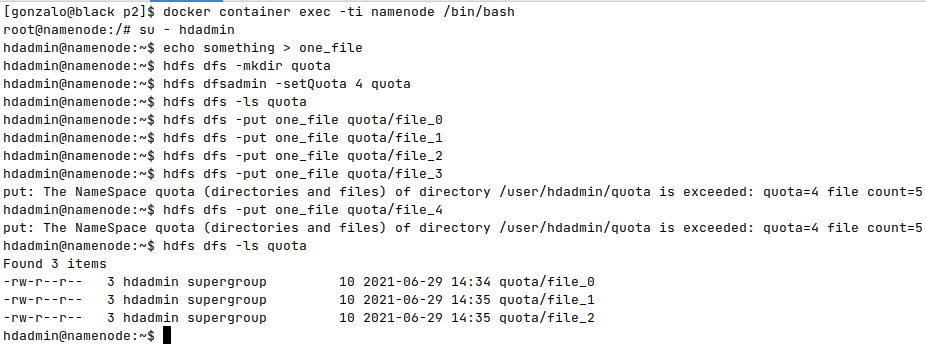 [gonzalo@black p2]$ docker container exec -ti namenode /bin/bash
root@namenode:/# su - hdadmin
hdadmin@namenode:~$ echo something > one_file
hdadmin@namenode:~$ hdfs dfs -mkdir quota
hdadmin@namenode:~$ hdfs dfsadmin -setQuota 4 quota
hdadmin@namenode:~$ hdfs dfs -ls quota
hdadmin@namenode:~$ hdfs dfs -put one_file quota/file_0
hdadmin@namenode:~$ hdfs dfs -put one_file quota/file_1
hdadmin@namenode:~$ hdfs dfs -put one_file quota/file_2
hdadmin@namenode:~$ hdfs dfs -put one_file quota/file_3
put: The NameSpace quota (directories and files) of directory /user/hdadmin/quota is exceeded: quota=4 file count=5
hdadmin@namenode:~$ hdfs dfs -put one_file quota/file_4
put: The NameSpace quota (directories and files) of directory /user/hdadmin/quota is exceeded: quota=4 file count=5
hdadmin@namenode:~$ hdfs dfs -ls quota
Found 3 items
-rw-r--r--   3 hdadmin supergroup         10 2021-06-29 14:34 quota/file_0
-rw-r--r--   3 hdadmin supergroup         10 2021-06-29 14:35 quota/file_1
-rw-r--r--   3 hdadmin supergroup         10 2021-06-29 14:35 quota/file_2
hdadmin@namenode:~$